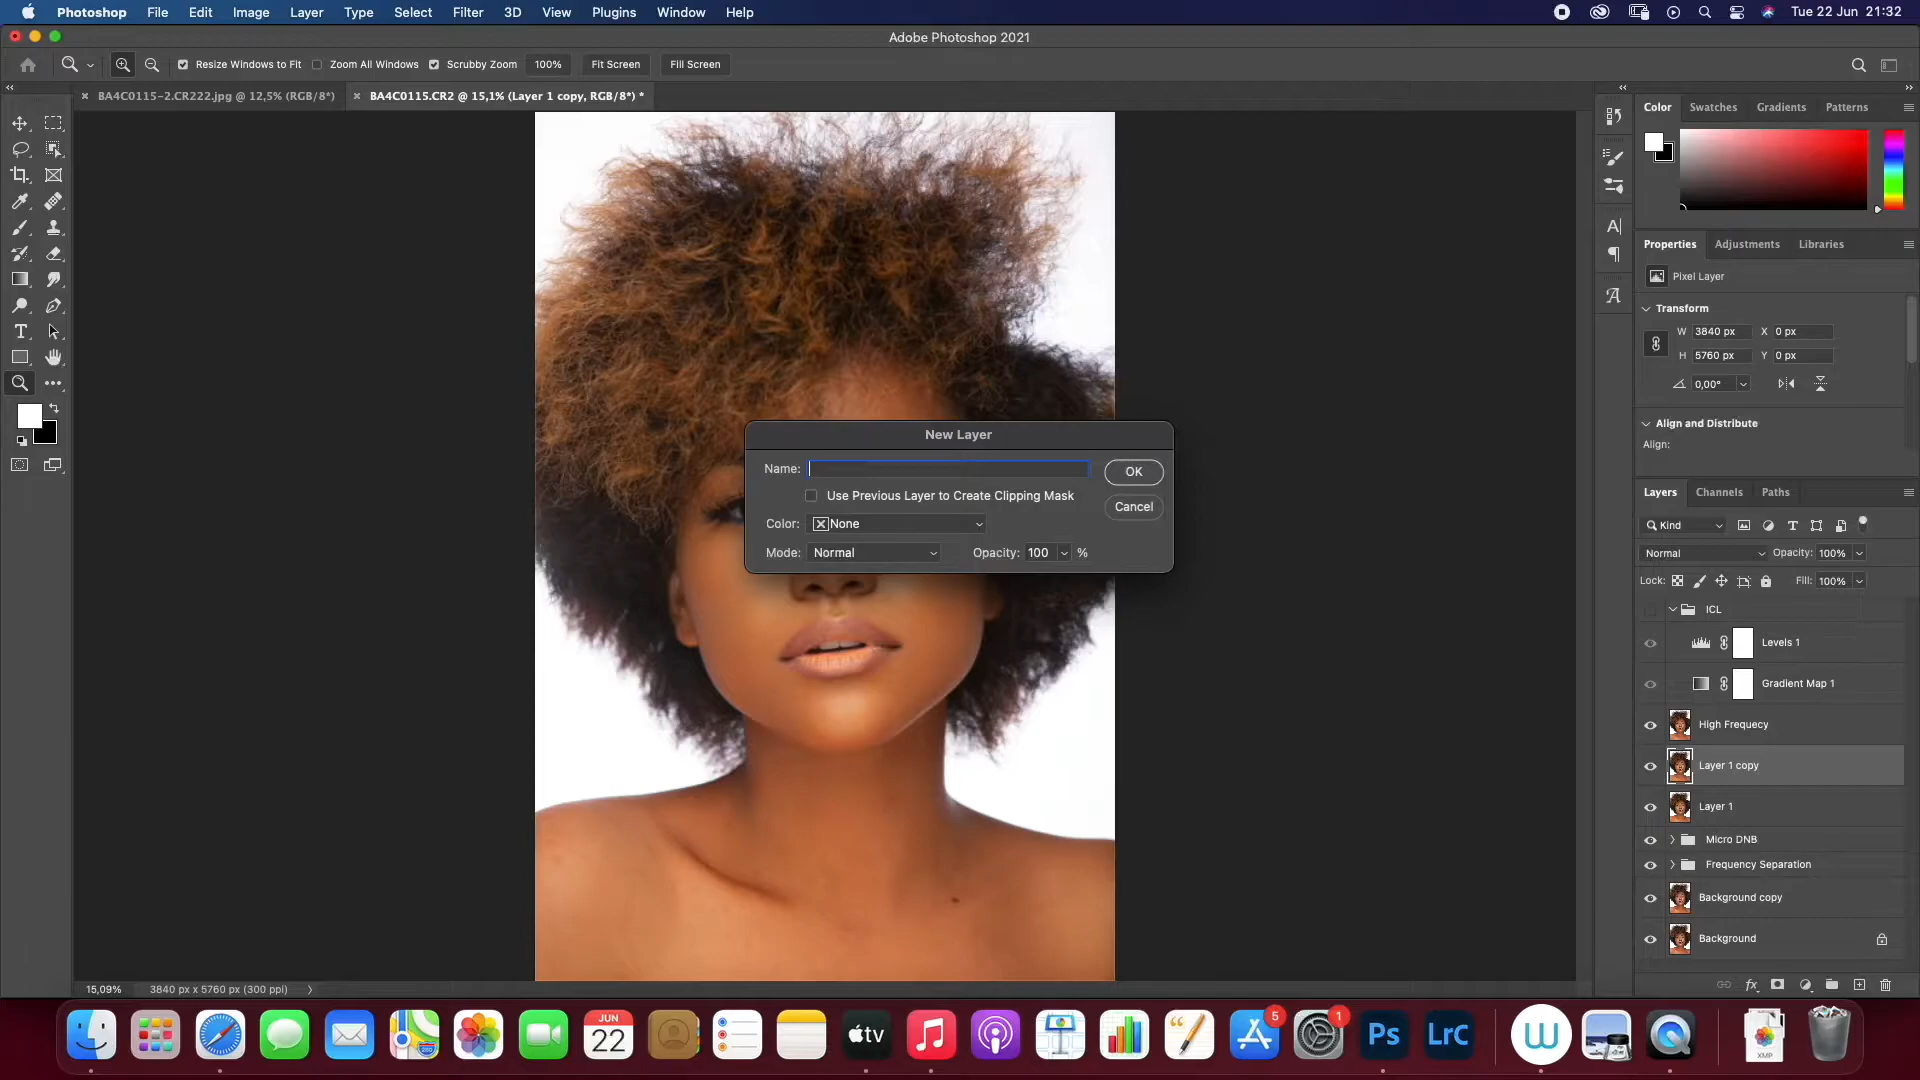 Photoshop File Edit Image Layer Type Select Filter 3D View Plugins Window Help Tue 22 Jun 21:32
Adobe Photoshop 2021
Resize Windows to Fit Zoom All Windows Scrubby Zoom 100% Fit Screen Fill Screen
BA4C0115-2.CR222.jpg @ 12,5% (RGB/8*) BA4C0115.CR2 @ 15,1% (Layer 1 copy, RGB/8*) *
Color Swatches Gradients Patterns
Properties Adjustments Libraries
Pixel Layer
Transform
W 3840 px X 0 px
H 5760 px Y 0 px
0,00°
Align and Distribute
Align:
New Layer
Name:
OK
Use Previous Layer to Create Clipping Mask
Cancel
Color: None
Mode: Normal Opacity: 100 %
Layers Channels Paths
Kind
Normal Opacity: 100%
Lock: Fill: 100%
ICL
Levels 1
Gradient Map 1
High Frequecy
Layer 1 copy
Layer 1
Micro DNB
Frequency Separation
Background copy
Background
15,09% 3840 px x 5760 px (300 ppi)
JUN
22
tv
5
1
Ps
LrC
W
XMP